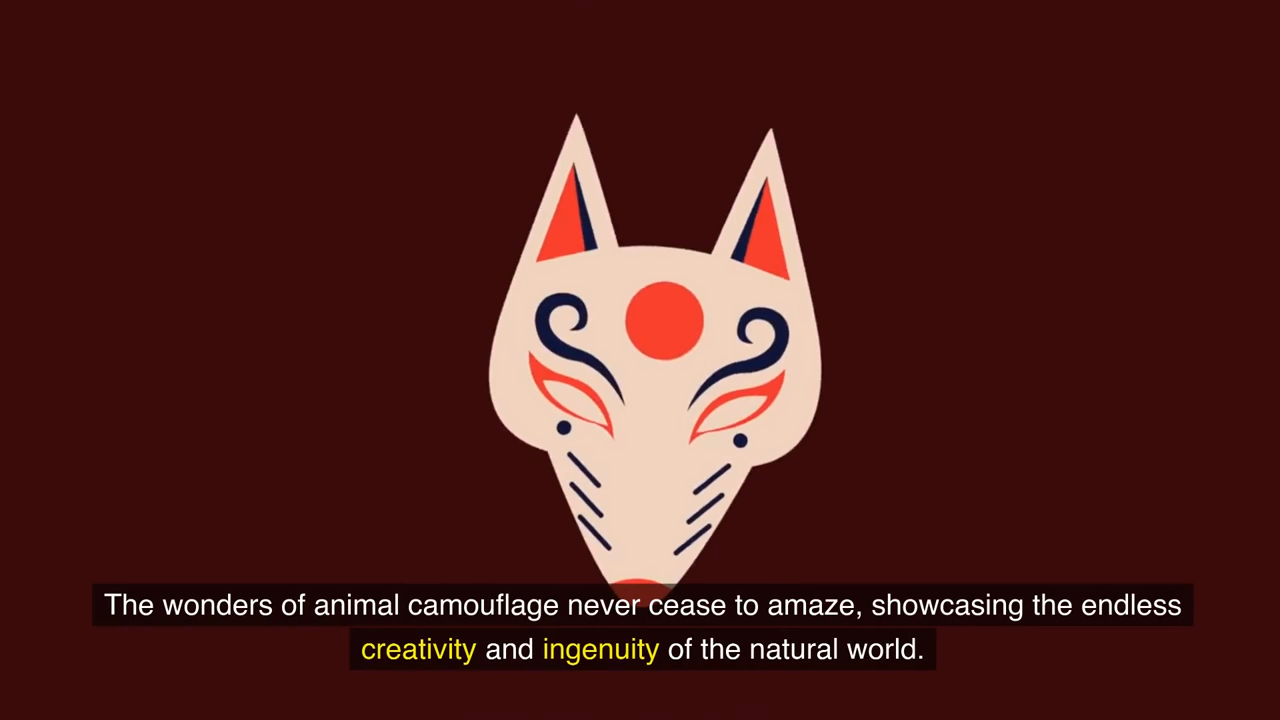 The wonders of animal camouflage never cease to amaze, showcasing the endless
creativity and ingenuity of the natural world.